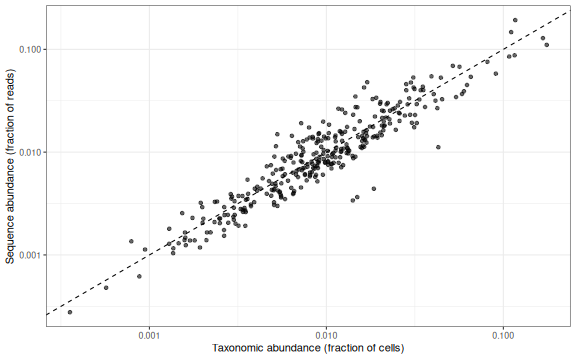 Sequence abundance (fraction of reads)
0.100
0.010
0.001
0.001 0.010 0.100
Taxonomic abundance (fraction of cells)